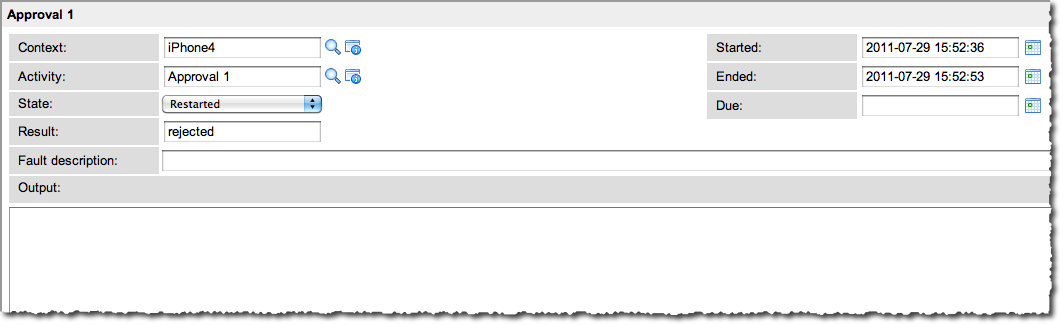 Approval 1
Context: iPhone4 Started: 2011-07-29 15:52:36
Activity: Approval 1 Ended: 2011-07-29 15:52:53
State: Restarted Due:
Result: rejected
Fault description:
Output: